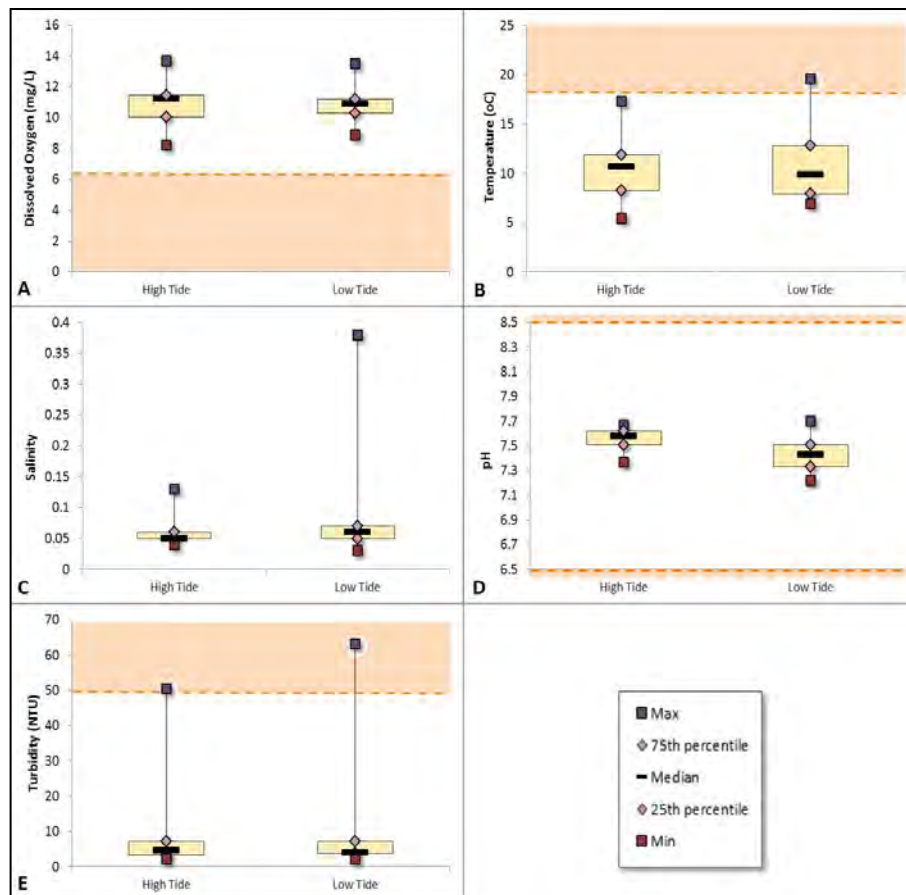 Dissolved Oxygen (mg/L)
16
14
12
10
8
6
4
2
0
High Tide
Low Tide
A
Temperature (oC)
25
20
15
10
5
0
High Tide
Low Tide
B
Salinity
0.4
0.35
0.3
0.25
0.2
0.15
0.1
0.05
0
High Tide
Low Tide
C
pH
8.5
8.3
8.1
7.9
7.7
7.5
7.3
7.1
6.9
6.7
6.5
High Tide
Low Tide
D
Turbidity (NTU)
70
60
50
40
30
20
10
0
High Tide
Low Tide
E
Max
75th percentile
Median
25th percentile
Min